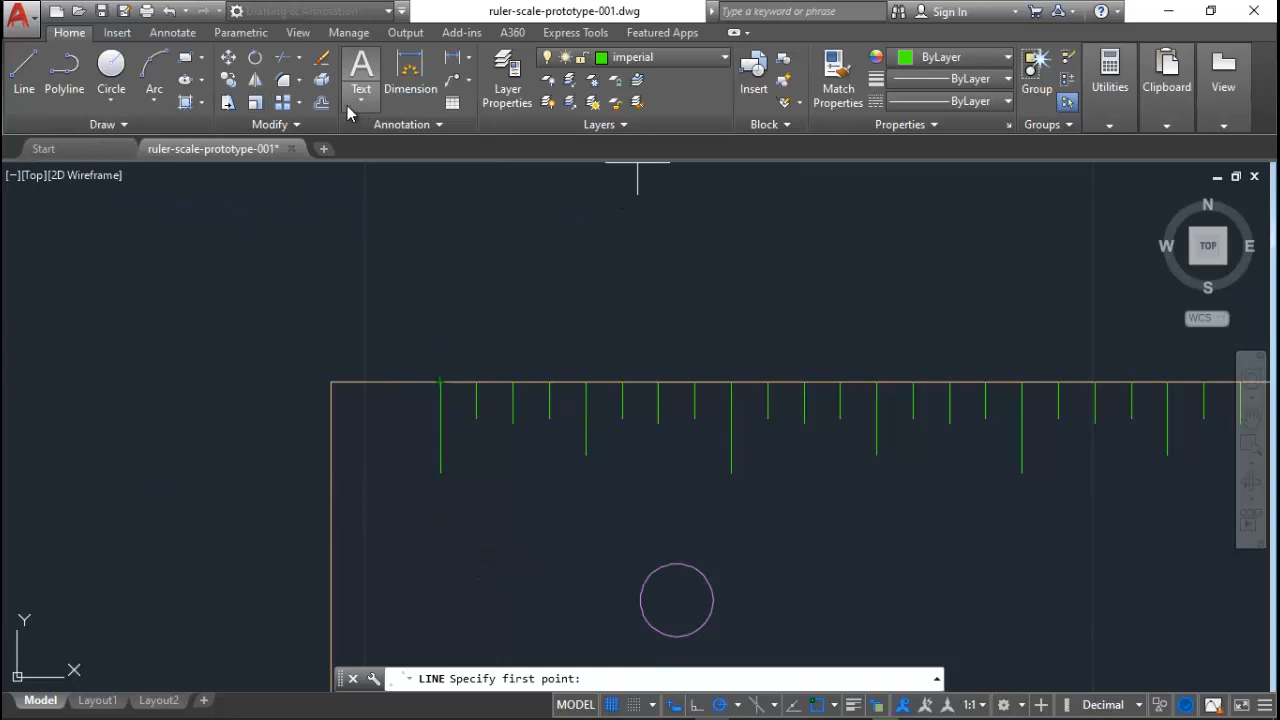 Drafting & Annotation
ruler-scale-prototype-001.dwg
Type a keyword or phrase
Sign In
Home Insert Annotate Parametric View Manage Output Add-ins A360 Express Tools Featured Apps
A
Line Polyline Circle Arc
Text Dimension
Layer Properties
imperial
Insert
Match Properties
ByLayer
ByLayer
ByLayer
Group
Utilities Clipboard View
Draw Modify Annotation Layers Block Properties Groups
Start ruler-scale-prototype-001*
[−][Top][2D Wireframe]
N
W TOP E
S
WCS
Y
X
LINE Specify first point:
Model Layout1 Layout2 +
MODEL 1:1 Decimal